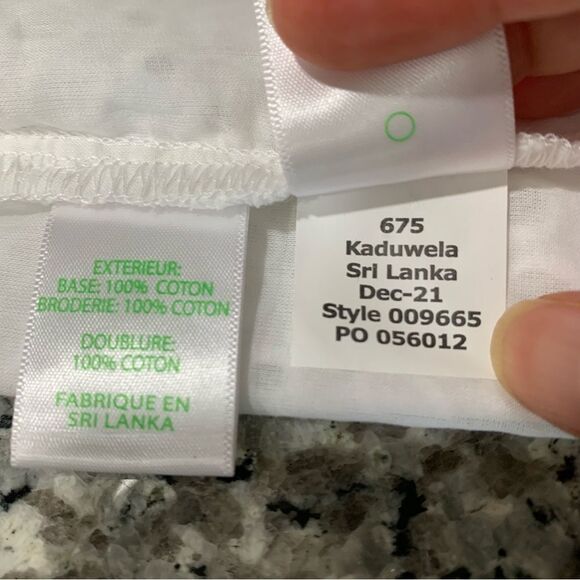 EXTERIEUR:
BASE: 100% COTON
BRODERIE: 100% COTON
DOUBLURE:
100% COTON
FABRIQUE EN
SRI LANKA
675
Kaduwela
Sri Lanka
Dec-21
Style 009665
PO 056012